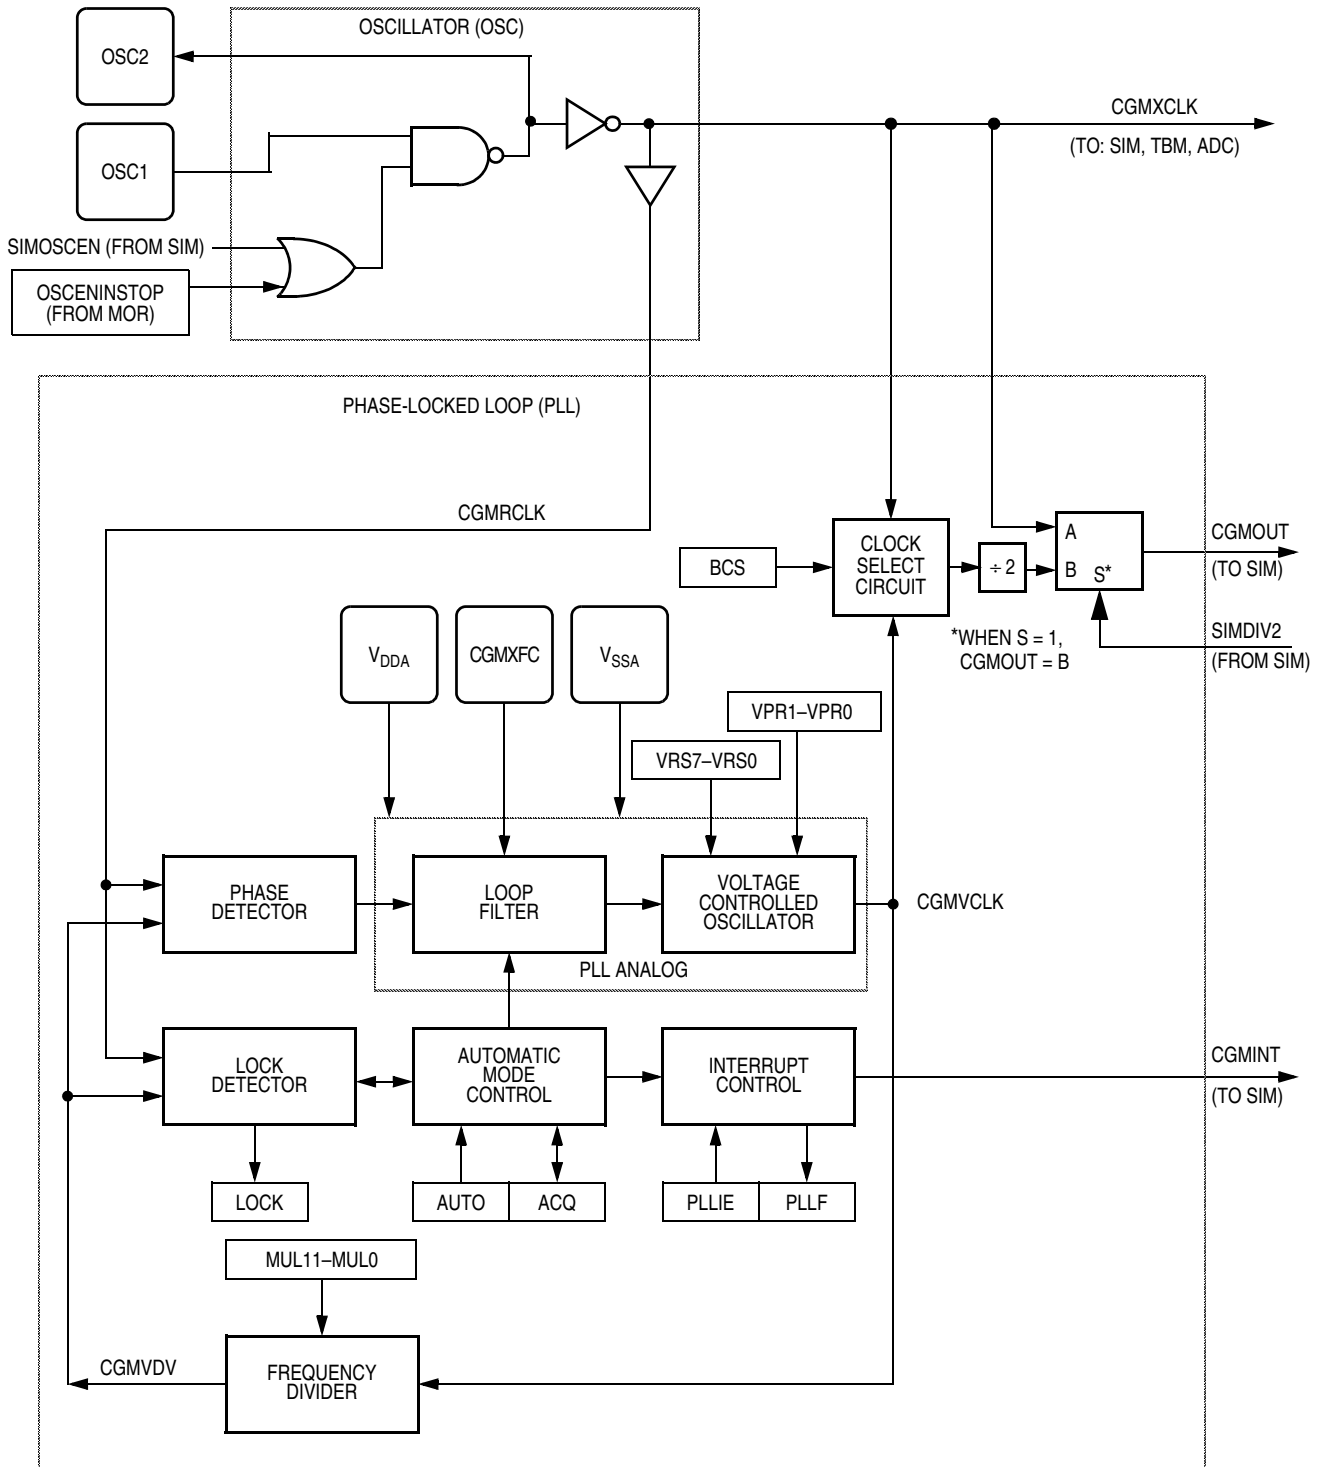 OSCILLATOR (OSC)
OSC2
CGMXCLK
(TO: SIM, TBM, ADC)
OSC1
SIMOSCEN (FROM SIM)
OSCENINSTOP
(FROM MOR)
PHASE-LOCKED LOOP (PLL)
CGMRCLK
CLOCK
SELECT
CIRCUIT
BCS
÷ 2
A
B
S*
CGMOUT
(TO SIM)
*WHEN S = 1,
CGMOUT = B
SIMDIV2
(FROM SIM)
VDDA
CGMXFC
VSSA
VPR1–VPR0
VRS7–VRS0
PHASE
DETECTOR
LOOP
FILTER
VOLTAGE
CONTROLLED
OSCILLATOR
CGMVCLK
PLL ANALOG
LOCK
DETECTOR
AUTOMATIC
MODE
CONTROL
INTERRUPT
CONTROL
CGMINT
(TO SIM)
LOCK
AUTO
ACQ
PLLIE
PLLF
MUL11–MUL0
CGMVDV
FREQUENCY
DIVIDER